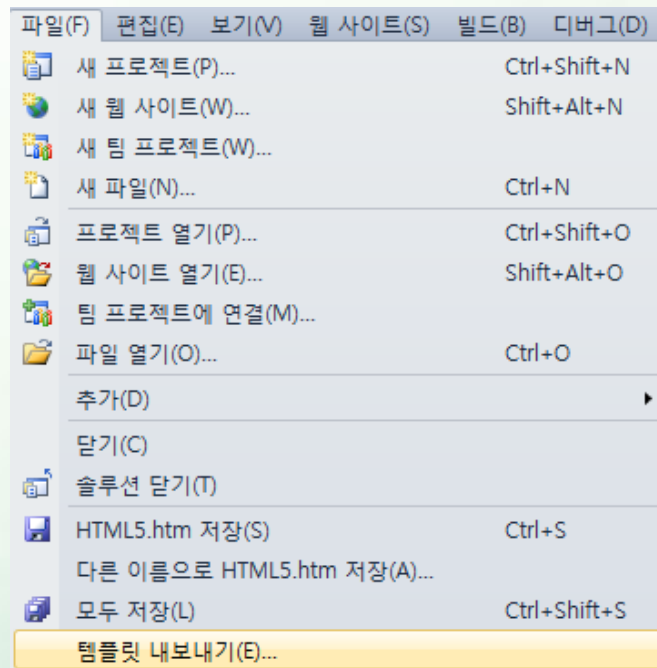 파일(F) 편집(E) 보기(V) 웹 사이트(S) 빌드(B) 디버그(D)
새 프로젝트(P)... Ctrl+Shift+N
새 웹 사이트(W)... Shift+Alt+N
새 팀 프로젝트(W)...
새 파일(N)... Ctrl+N
프로젝트 열기(P)... Ctrl+Shift+O
웹 사이트 열기(E)... Shift+Alt+O
팀 프로젝트에 연결(M)...
파일 열기(O)... Ctrl+O
추가(D)
닫기(C)
솔루션 닫기(T)
HTML5.htm 저장(S) Ctrl+S
다른 이름으로 HTML5.htm 저장(A)...
모두 저장(L) Ctrl+Shift+S
템플릿 내보내기(E)...